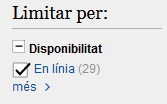 Limitar per:
Disponibilitat
En línia (29)
més >